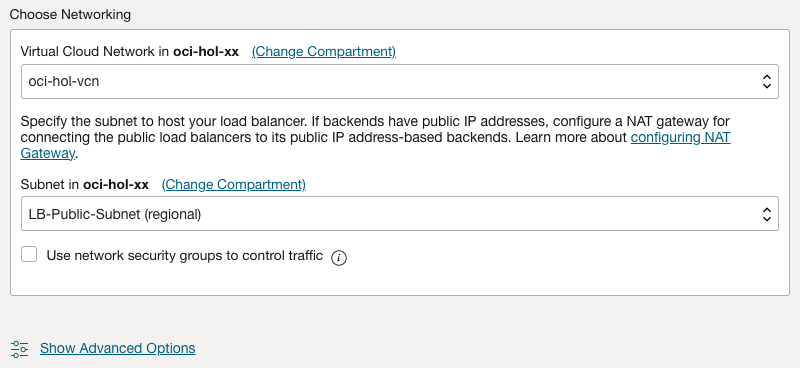 Choose Networking
Virtual Cloud Network in oci-hol-xx (Change Compartment)
oci-hol-vcn
Specify the subnet to host your load balancer. If backends have public IP addresses, configure a NAT gateway for
connecting the public load balancers to its public IP address-based backends. Learn more about configuring NAT
Gateway.
Subnet in oci-hol-xx (Change Compartment)
LB-Public-Subnet (regional)
Use network security groups to control traffic i
Show Advanced Options